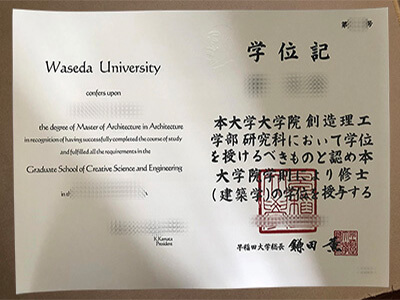 Waseda University
confers upon
the degree of Master of Architecture in Architecture
in recognition of having successfully completed the course of study
and fulfilled all the requirements in the
Graduate School of Creative Science and Engineering
in th
K.Kamata
President
第 号
学位記
本大学大学院創造理工
学部研究科において学位
を授けるべきものと認め本
大学院学則により修士
(建築学)の学位を授与する
早稲田大学総長 鎌田薫